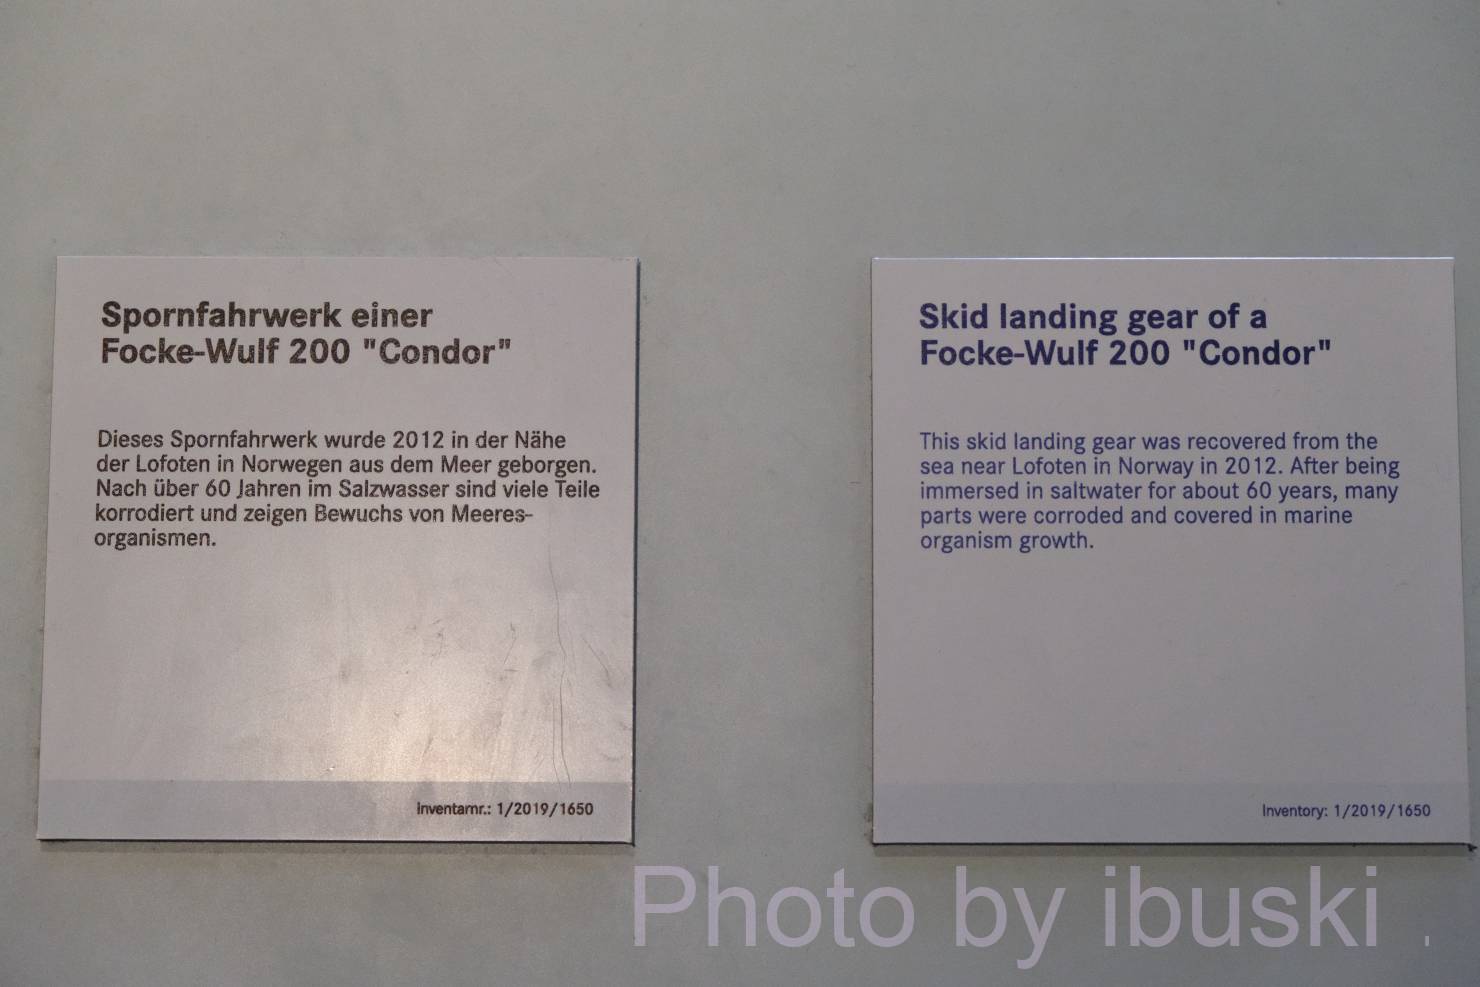 Spornfahrwerk einer
Focke-Wulf 200 "Condor"
Dieses Spornfahrwerk wurde 2012 in der Nähe
der Lofoten in Norwegen aus dem Meer geborgen.
Nach über 60 Jahren im Salzwasser sind viele Teile
korrodiert und zeigen Bewuchs von Meeres-
organismen.
Inventarnr.: 1/2019/1650
Skid landing gear of a
Focke-Wulf 200 "Condor"
This skid landing gear was recovered from the
sea near Lofoten in Norway in 2012. After being
immersed in saltwater for about 60 years, many
parts were corroded and covered in marine
organism growth.
Inventory: 1/2019/1650
Photo by ibuski .